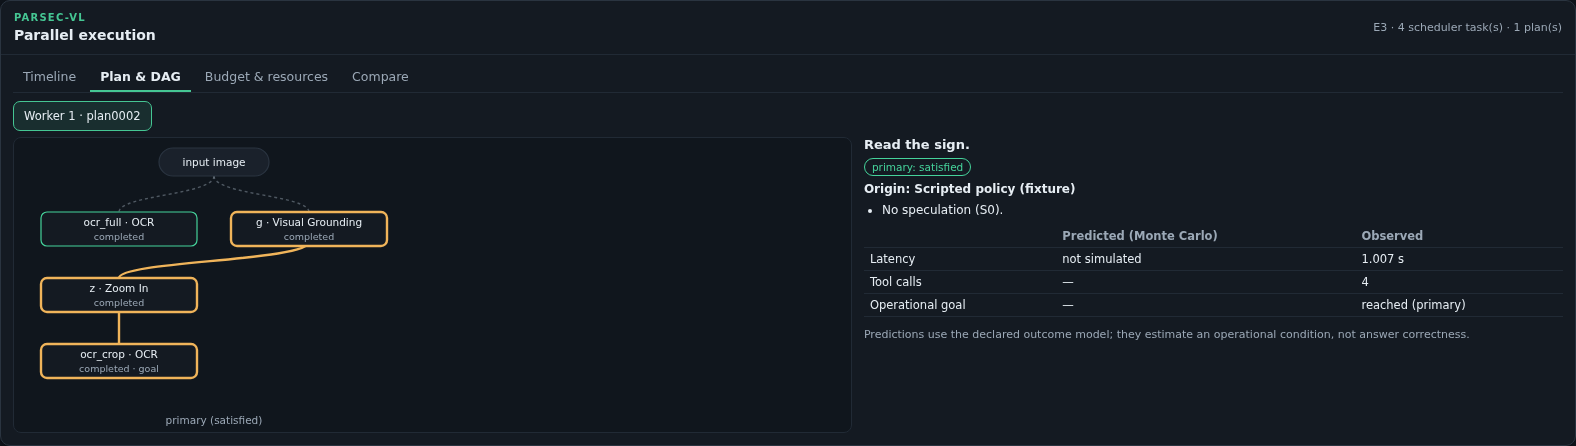 PARSEC-VL
Parallel execution
E3 · 4 scheduler task(s) · 1 plan(s)
Timeline Plan & DAG Budget & resources Compare
Worker 1 · plan0002
input image
ocr_full · OCR
completed
g · Visual Grounding
completed
z · Zoom In
completed
ocr_crop · OCR
completed · goal
primary (satisfied)
Read the sign.
primary: satisfied
Origin: Scripted policy (fixture)
• No speculation (S0).
Predicted (Monte Carlo) Observed
Latency not simulated 1.007 s
Tool calls — 4
Operational goal — reached (primary)
Predictions use the declared outcome model; they estimate an operational condition, not answer correctness.